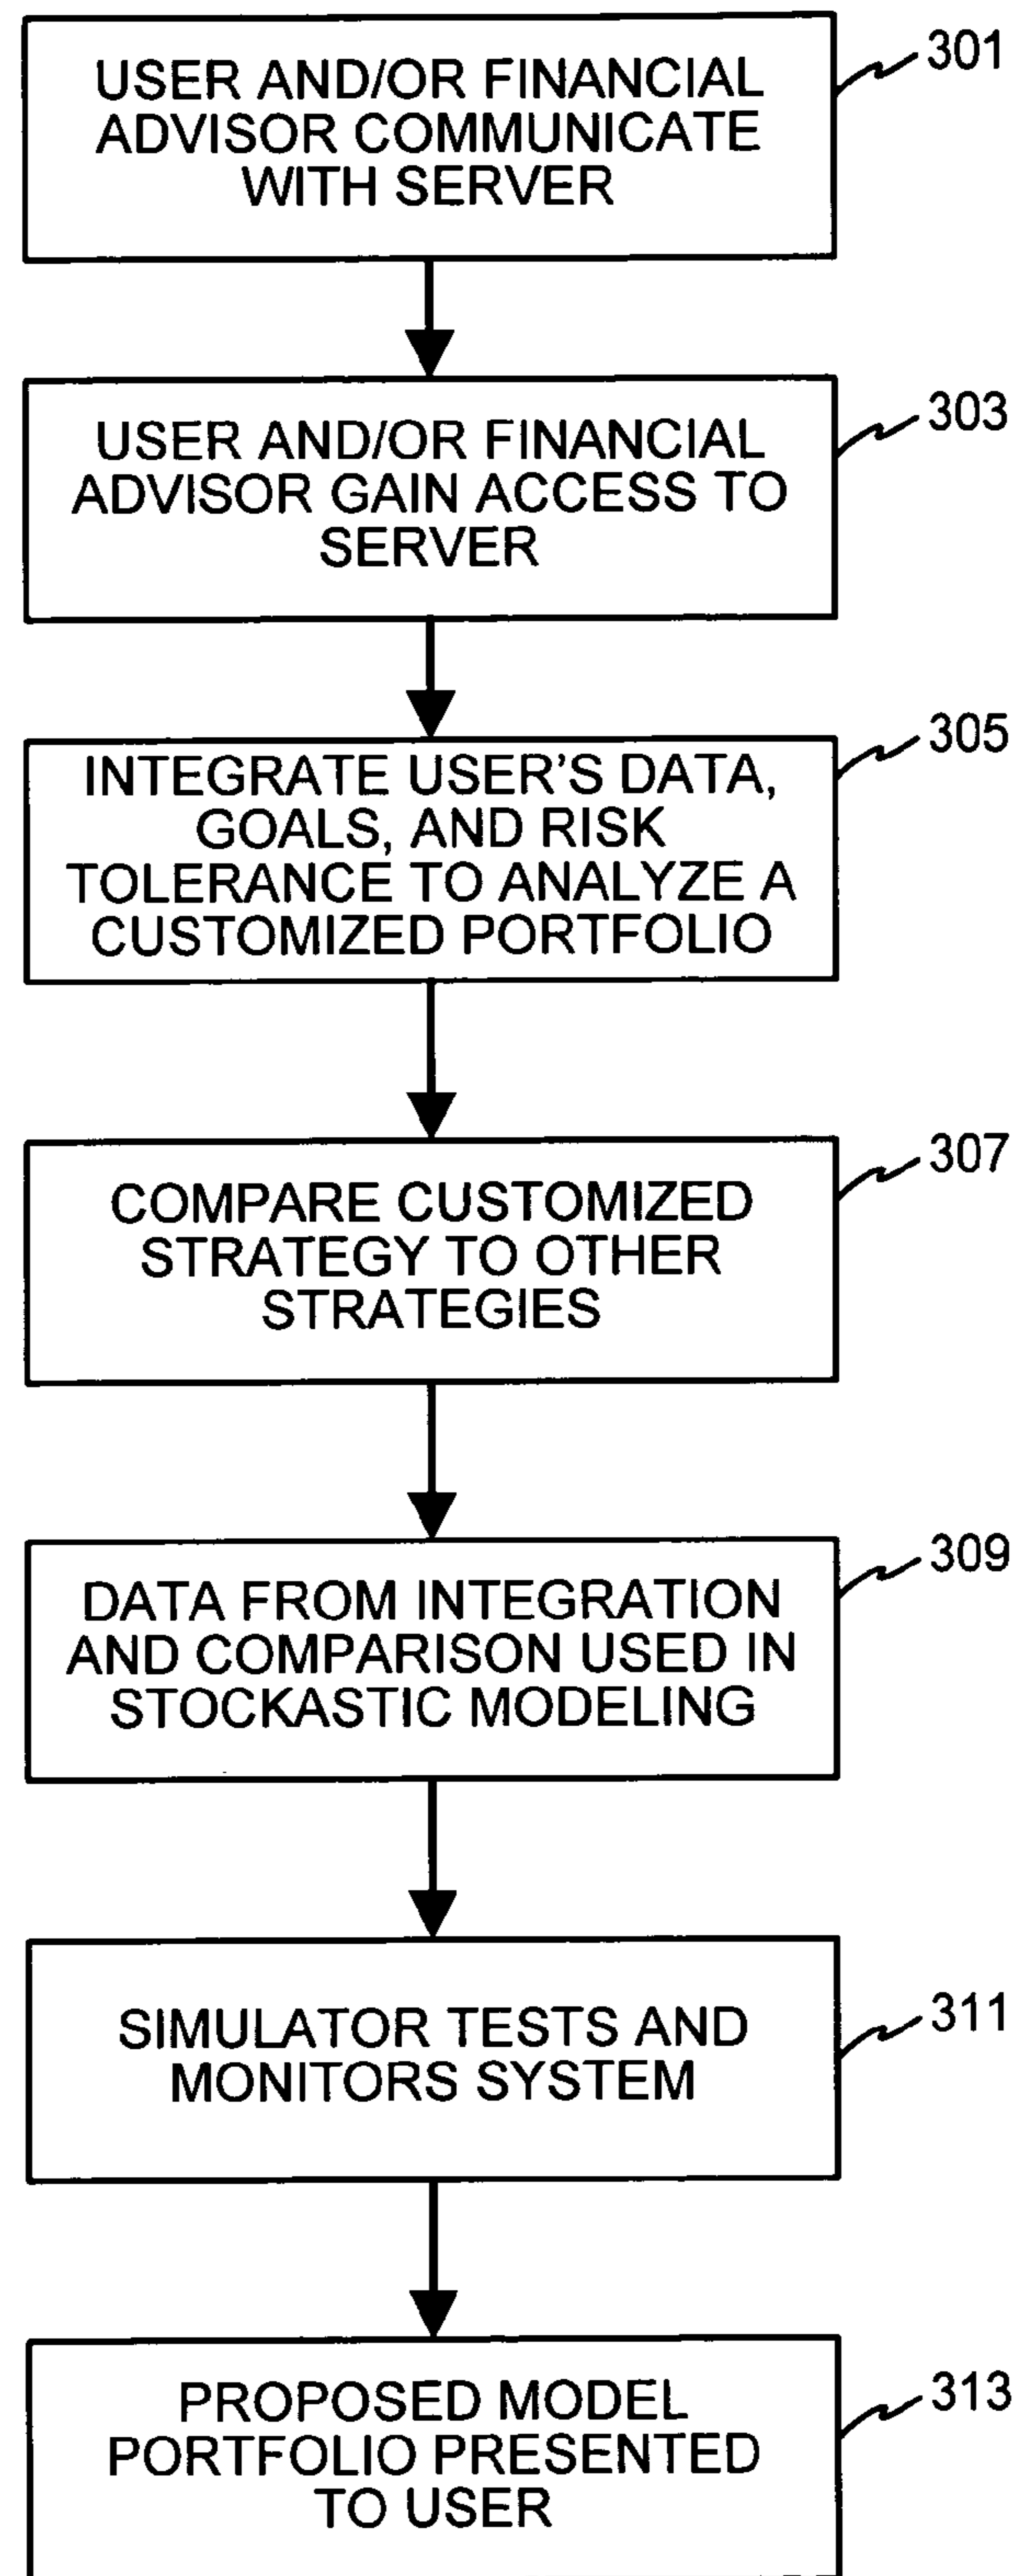 USER AND/OR FINANCIAL
ADVISOR COMMUNICATE
WITH SERVER
301
USER AND/OR FINANCIAL
ADVISOR GAIN ACCESS TO
SERVER
303
INTEGRATE USER'S DATA,
GOALS, AND RISK
TOLERANCE TO ANALYZE A
CUSTOMIZED PORTFOLIO
305
COMPARE CUSTOMIZED
STRATEGY TO OTHER
STRATEGIES
307
DATA FROM INTEGRATION
AND COMPARISON USED IN
STOCKASTIC MODELING
309
SIMULATOR TESTS AND
MONITORS SYSTEM
311
PROPOSED MODEL
PORTFOLIO PRESENTED
TO USER
313